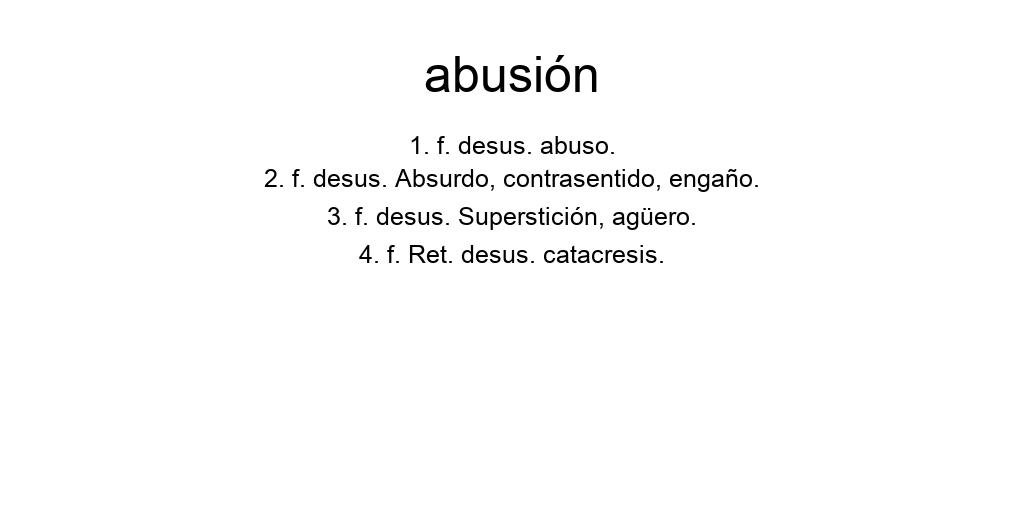 abusión
1. f. desus. abuso.
2. f. desus. Absurdo, contrasentido, engaño.
3. f. desus. Superstición, agüero.
4. f. Ret. desus. catacresis.